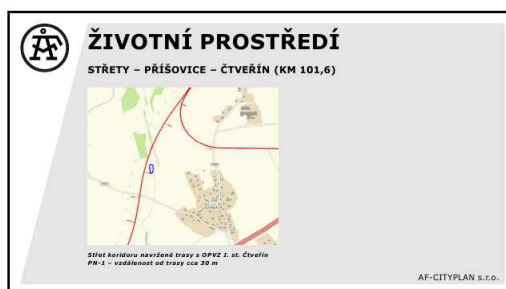 ŽIVOTNÍ PROSTŘEDÍ
STŘETY – PŘÍŠOVICE – ČTVEŘÍN (KM 101,6)
Střet koridoru navržené trasy s OPVZ I. st. Čtveřín
PN-1 – vzdálenost od trasy cca 30 m
AF-CITYPLAN s.r.o.